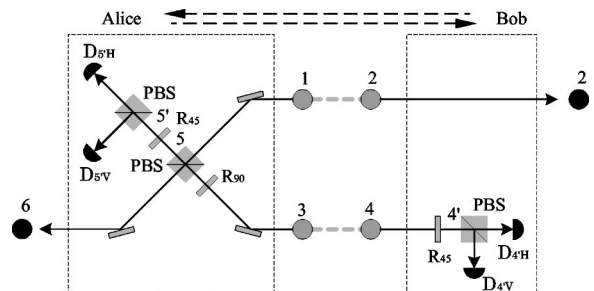 Alice
Bob
D5'H
PBS
1
2
2
5'
R45
5
D5'V
PBS
R90
6
3
4
4'
PBS
R45
D4'H
D4'V